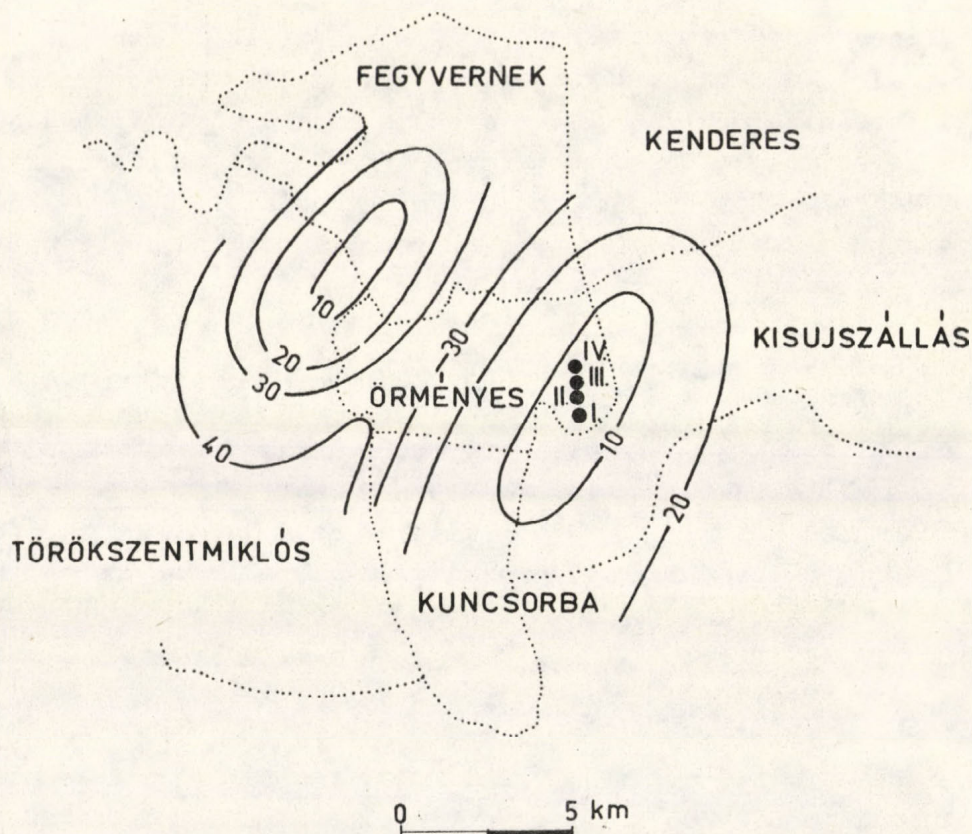 FEGYVERNEK
KENDERES
10
20
30
30
KISUJSZÁLLÁS
IV.
III.
II.
I.
ÖRMÉNYES
10
40
20
TÖRÖKSZENTMIKLÓS
KUNCSORBA
0 5 km